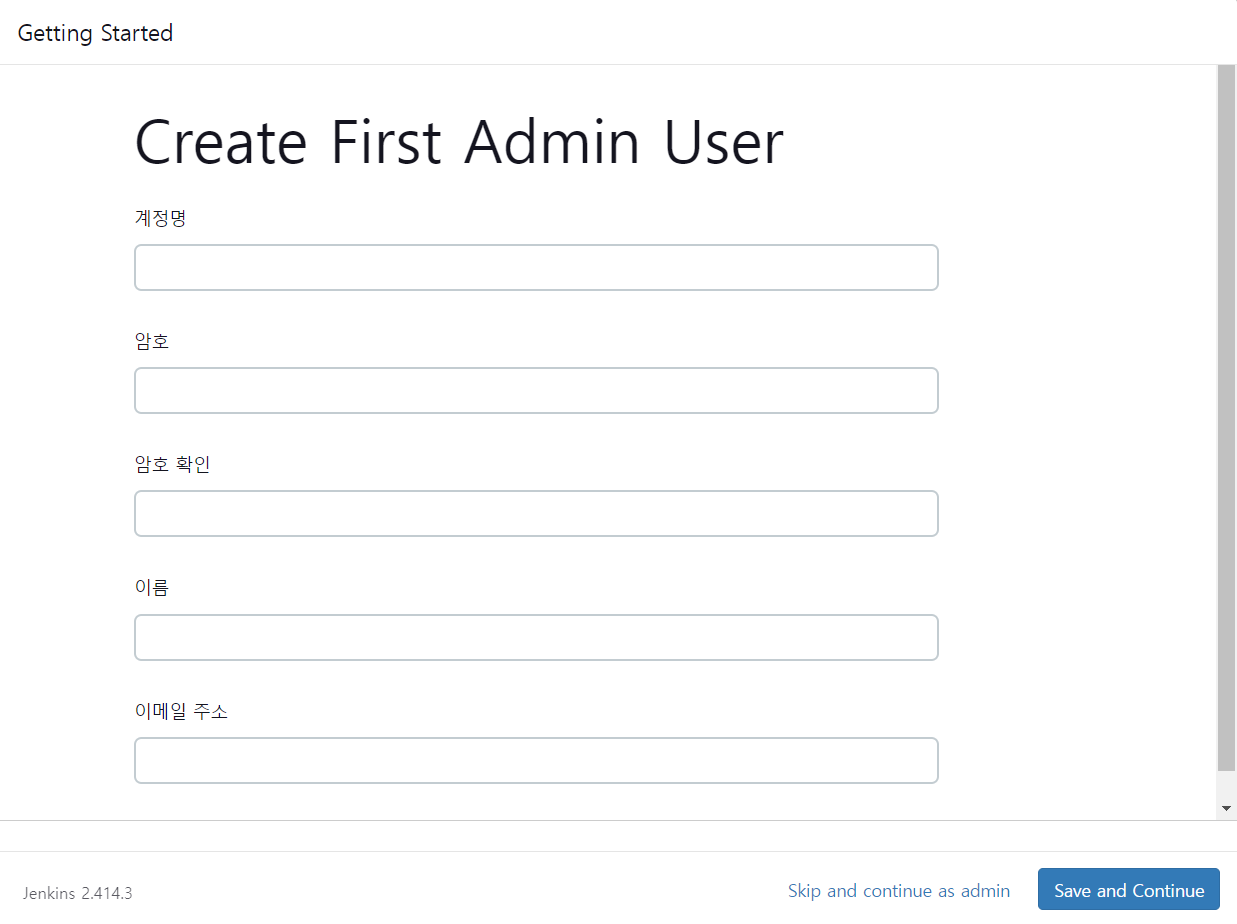 Getting Started
Create First Admin User
계정명
암호
암호 확인
이름
이메일 주소
Jenkins 2.414.3
Skip and continue as admin
Save and Continue